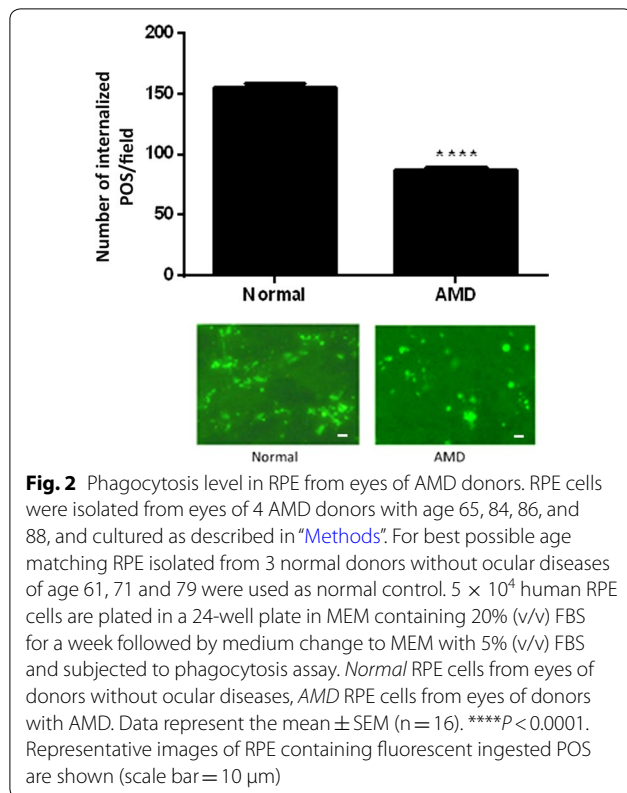 200
150
100
50
0
Number of internalized
POS/field
****
Normal
AMD
Normal
AMD
Fig. 2 Phagocytosis level in RPE from eyes of AMD donors. RPE cells
were isolated from eyes of 4 AMD donors with age 65, 84, 86, and
88, and cultured as described in “Methods”. For best possible age
matching RPE isolated from 3 normal donors without ocular diseases
of age 61, 71 and 79 were used as normal control. 5 × 10⁴ human RPE
cells are plated in a 24-well plate in MEM containing 20% (v/v) FBS
for a week followed by medium change to MEM with 5% (v/v) FBS
and subjected to phagocytosis assay. Normal RPE cells from eyes of
donors without ocular diseases, AMD RPE cells from eyes of donors
with AMD. Data represent the mean ± SEM (n = 16). ****P < 0.0001.
Representative images of RPE containing fluorescent ingested POS
are shown (scale bar = 10 μm)